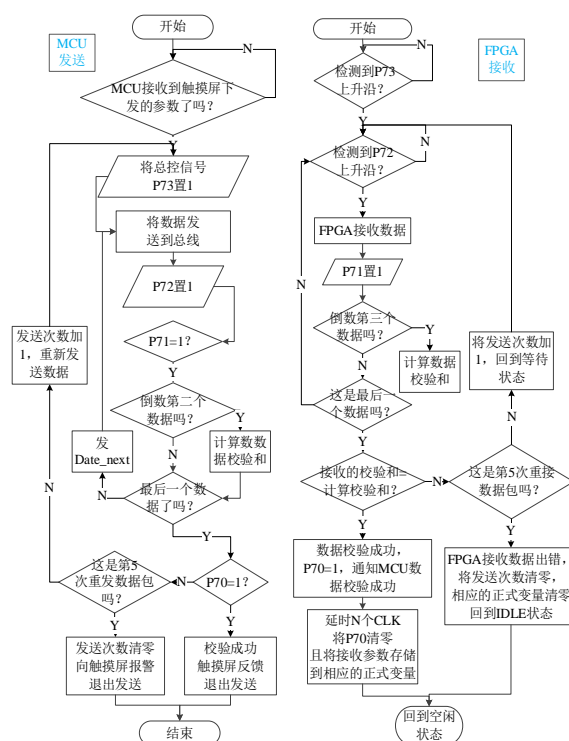 MCU
发送
开始
N
MCU接收到触摸屏下
发的参数了吗？
Y
将总控信号
P73置1
将数据发
送到总线
P72置1
P71=1？
Y
倒数第二个
数据吗？
Y
计算数数
据校验和
N
发
Date_next
N
最后一个数
据了吗？
Y
P70=1？
N
这是第5
次重发数据包
吗？
N
发送次数加
1，重新发
送数据
Y
发送次数清零
向触摸屏报警
退出发送
Y
校验成功
触摸屏反馈
退出发送
结束
开始
FPGA
接收
N
检测到P73
上升沿？
Y
检测到P72
上升沿？
N
Y
FPGA接收数据
P71置1
倒数第三个
数据吗？
Y
计算数据
校验和
N
这是最后一
个数据吗？
N
Y
接收的校验和=
计算校验和？
N
这是第5次重接
数据包吗？
N
将发送次数加
1，回到等待
状态
Y
数据校验成功，
P70=1，通知MCU数
据校验成功
延时N个CLK
将P70清零
且将接收参数存储
到相应的正式变量
Y
FPGA接收数据出错，
将发送次数清零，
相应的正式变量清零
回到IDLE状态
回到空闲
状态